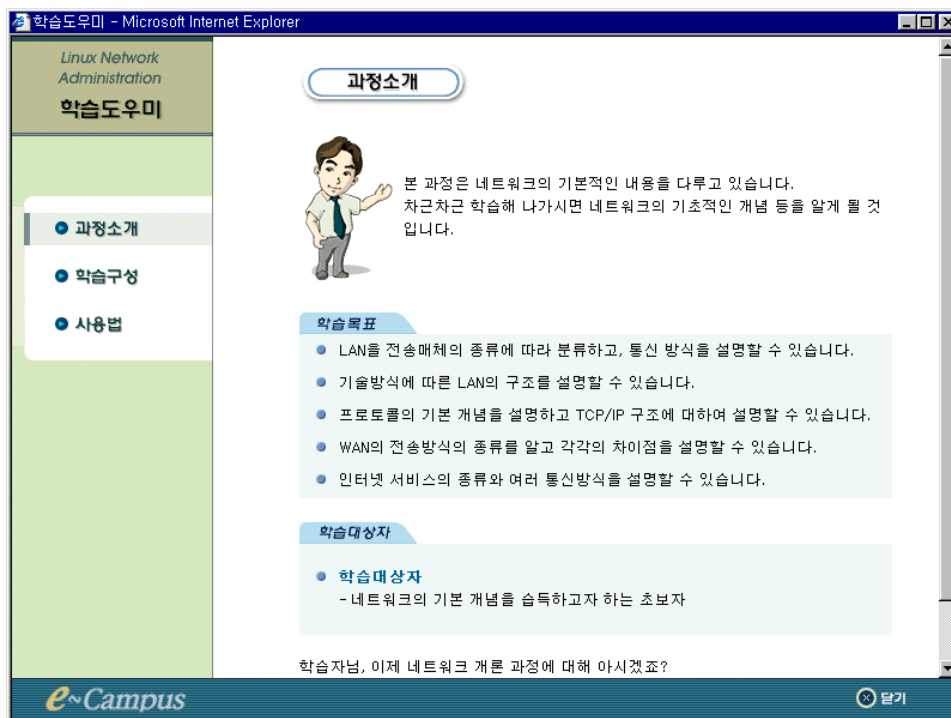 학습도우미 - Microsoft Internet Explorer
Linux Network
Administration
학습도우미
과정소개
학습구성
사용법
과정소개
본 과정은 네트워크의 기본적인 내용을 다루고 있습니다.
차근차근 학습해 나가시면 네트워크의 기초적인 개념 등을 알게 될 것
입니다.
학습목표
LAN을 전송매체의 종류에 따라 분류하고, 통신 방식을 설명할 수 있습니다.
기술방식에 따른 LAN의 구조를 설명할 수 있습니다.
프로토콜의 기본 개념을 설명하고 TCP/IP 구조에 대하여 설명할 수 있습니다.
WAN의 전송방식의 종류를 알고 각각의 차이점을 설명할 수 있습니다.
인터넷 서비스의 종류와 여러 통신방식을 설명할 수 있습니다.
학습대상자
학습대상자
- 네트워크의 기본 개념을 습득하고자 하는 초보자
학습자님, 이제 네트워크 개론 과정에 대해 아시겠죠?
e~Campus
닫기